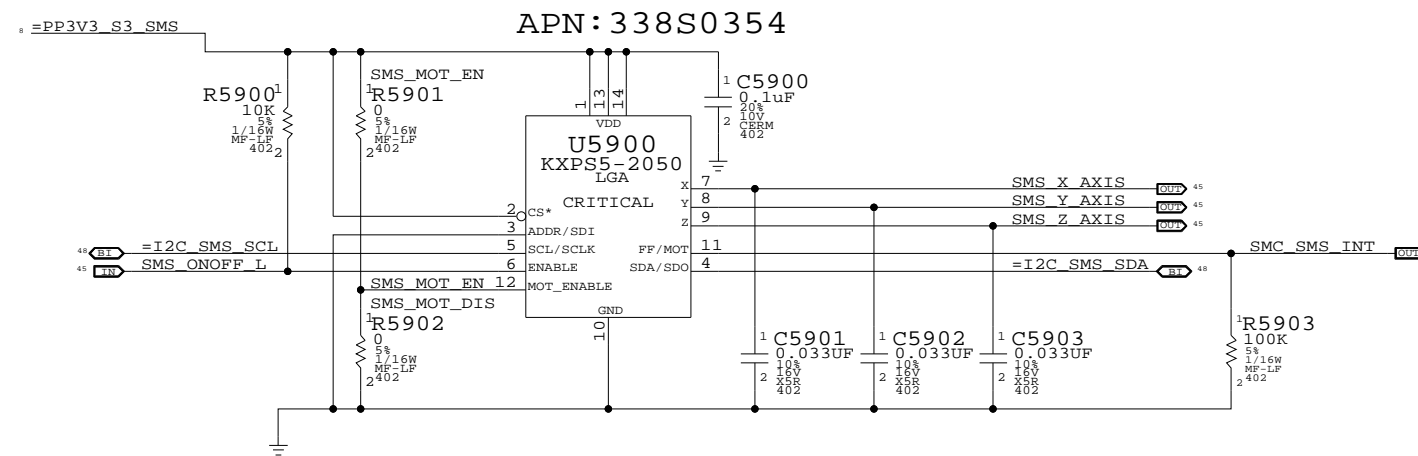 APN:338S0354
8 =PP3V3_S3_SMS
SMS_MOT_EN
R5900
1
10K
5%
1/16W
MF-LF
402
2
1
R5901
0
5%
1/16W
MF-LF
402
2
1
13
14
VDD
U5900
KXPS5-2050
LGA
CRITICAL
1
C5900
0.1uF
20%
10V
CERM
402
2
2
CS*
3
ADDR/SDI
48 BI =I2C_SMS_SCL
5
SCL/SCLK
45 IN SMS_ONOFF_L
6
ENABLE
SMS_MOT_EN
12
MOT_ENABLE
SMS_MOT_DIS
X
7
SMS_X_AXIS
OUT 45
Y
8
SMS_Y_AXIS
OUT 45
Z
9
SMS_Z_AXIS
OUT 45
FF/MOT
11
SMC_SMS_INT
OUT
SDA/SDO
4
=I2C_SMS_SDA
BI 48
GND
10
1
R5902
0
5%
1/16W
MF-LF
402
2
1
C5901
0.033UF
10%
16V
X5R
402
2
1
C5902
0.033UF
10%
16V
X5R
402
2
1
C5903
0.033UF
10%
16V
X5R
402
2
1
R5903
100K
5%
1/16W
MF-LF
402
2